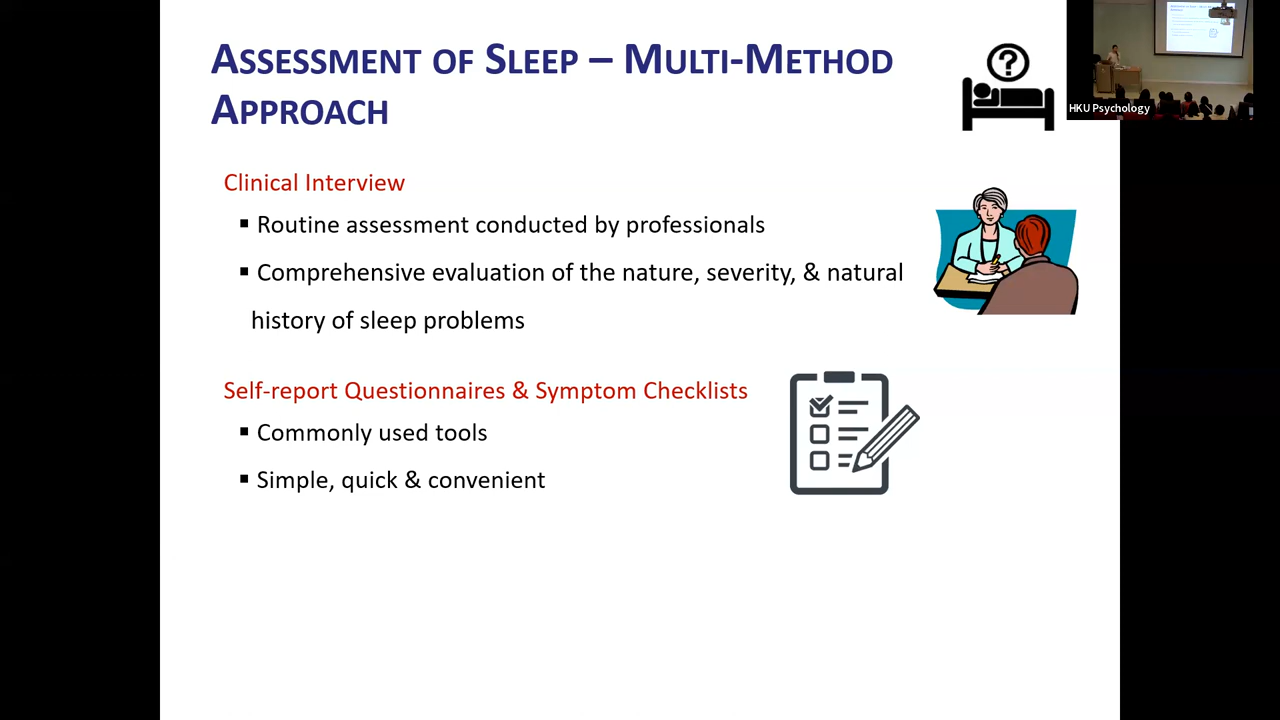 ASSESSMENT OF SLEEP – MULTI-METHOD
APPROACH
?
HKU Psychology
Clinical Interview
▪ Routine assessment conducted by professionals
▪ Comprehensive evaluation of the nature, severity, & natural
history of sleep problems
Self-report Questionnaires & Symptom Checklists
▪ Commonly used tools
▪ Simple, quick & convenient